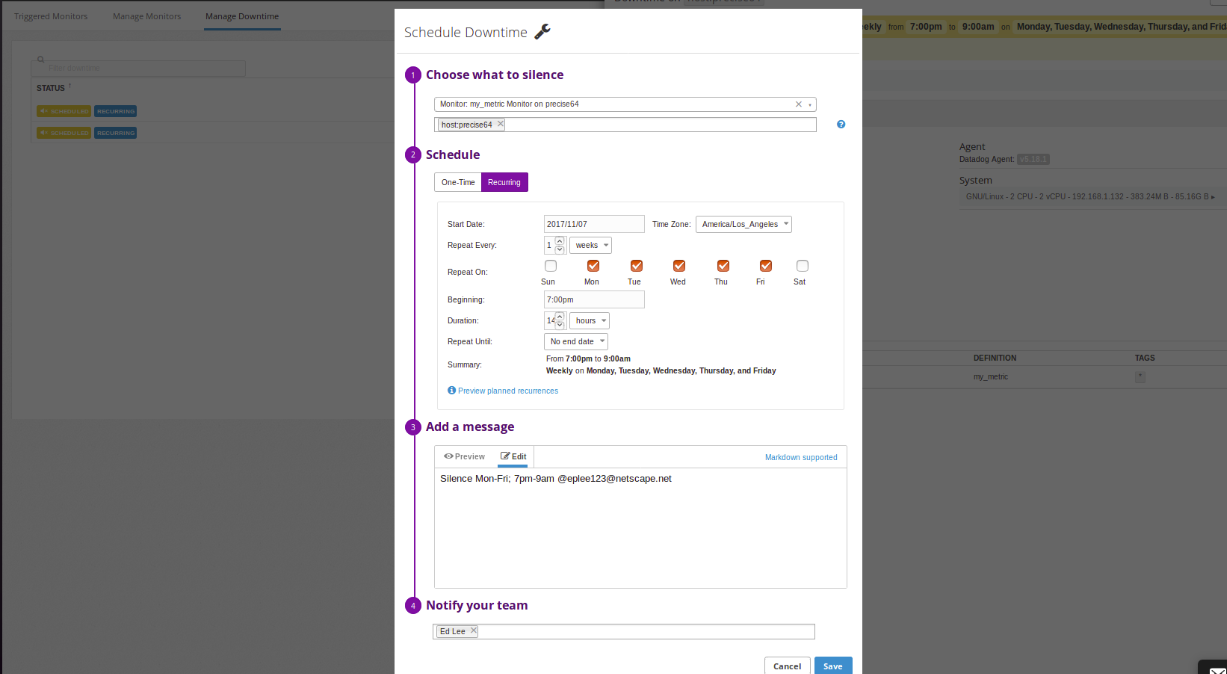 Triggered Monitors
Manage Monitors
Manage Downtime
STATUS
SCHEDULED RECURRING
SCHEDULED RECURRING
Schedule Downtime
1 Choose what to silence
Monitor: my_metric Monitor on precise64
host:precise64
2 Schedule
One-Time Recurring
Start Date: 2017/11/07 Time Zone: America/Los_Angeles
Repeat Every: 1 weeks
Repeat On:
Sun Mon Tue Wed Thu Fri Sat
Beginning: 7:00pm
Duration: 14 hours
Repeat Until: No end date
Summary: From 7:00pm to 9:00am
Weekly on Monday, Tuesday, Wednesday, Thursday, and Friday
Preview planned recurrences
3 Add a message
Preview Edit Markdown supported
Silence Mon-Fri; 7pm-9am @eplee123@netscape.net
4 Notify your team
Ed Lee
Cancel Save
from 7:00pm to 9:00am on Monday, Tuesday, Wednesday, Thursday, and
Agent
Datadog Agent:
System
GNU/Linux - 2 CPU - 2 vCPU - 192.168.1.132 - 383.24M B - 85.16G B
DEFINITION TAGS
my_metric *